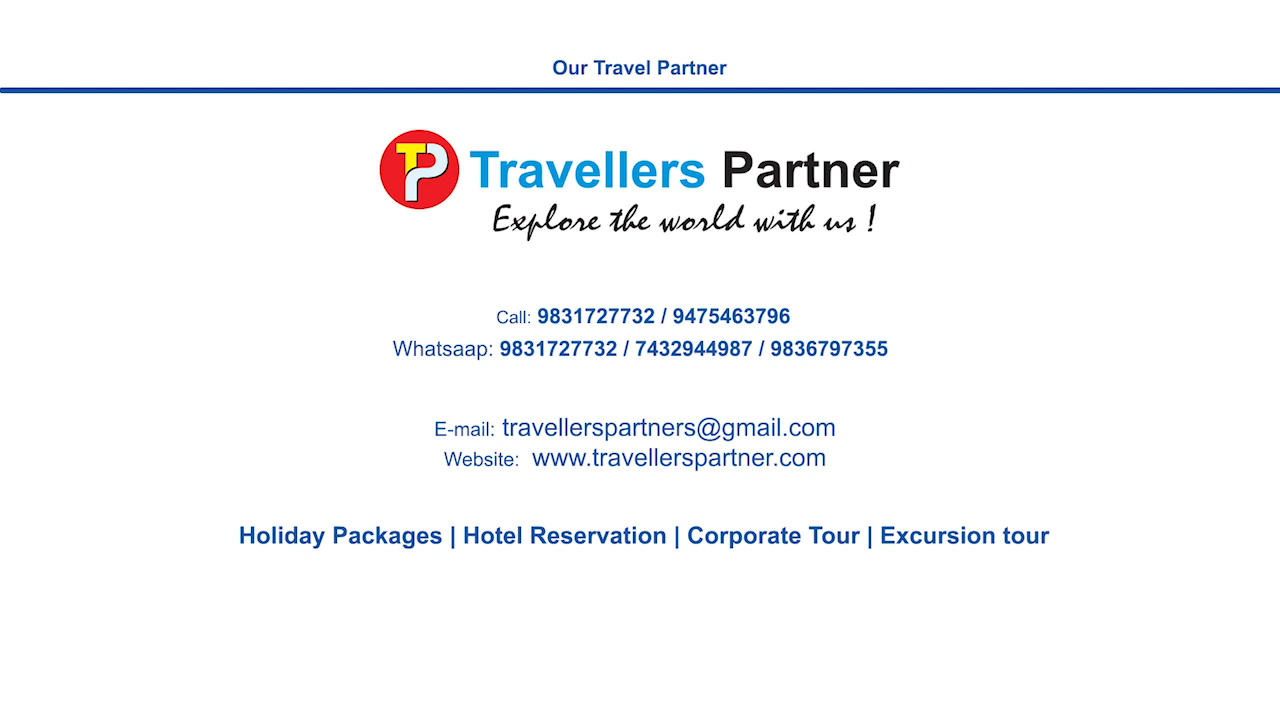 Our Travel Partner
TP Travellers Partner
Explore the world with us !
Call: 9831727732 / 9475463796
Whatsaap: 9831727732 / 7432944987 / 9836797355
E-mail: travellerspartners@gmail.com
Website: www.travellerspartner.com
Holiday Packages | Hotel Reservation | Corporate Tour | Excursion tour